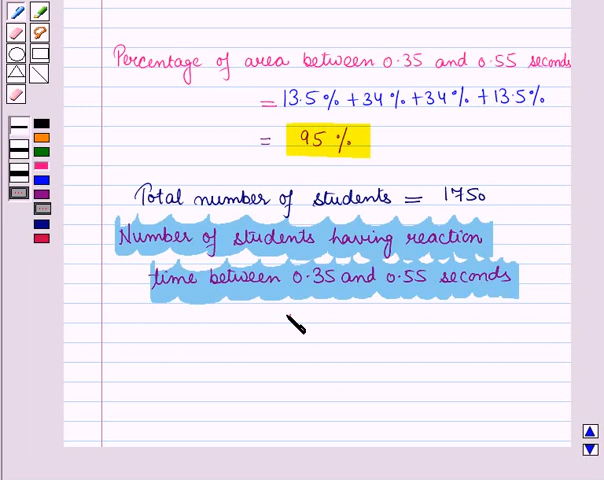 Percentage of area between 0.35 and 0.55 seconds
= 13.5% + 34% + 34% + 13.5%
= 95%
Total number of students = 1750
Number of students having reaction
time between 0.35 and 0.55 seconds